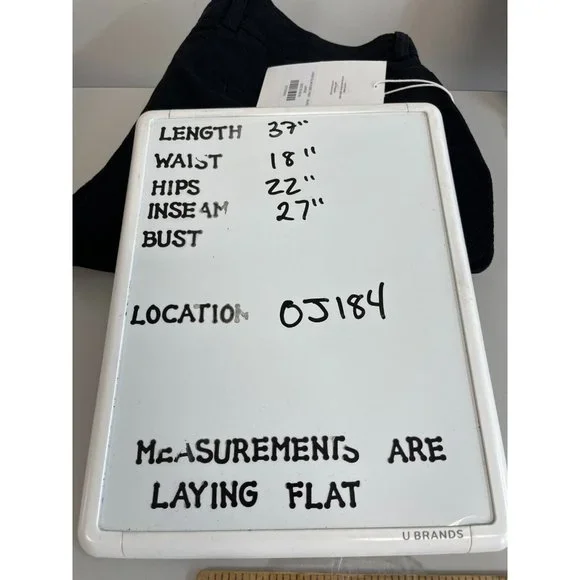 LENGTH 37"
WAIST 18"
HIPS 22"
INSEAM 27"
BUST
LOCATION OJ184
MEASUREMENTS ARE
LAYING FLAT
U BRANDS